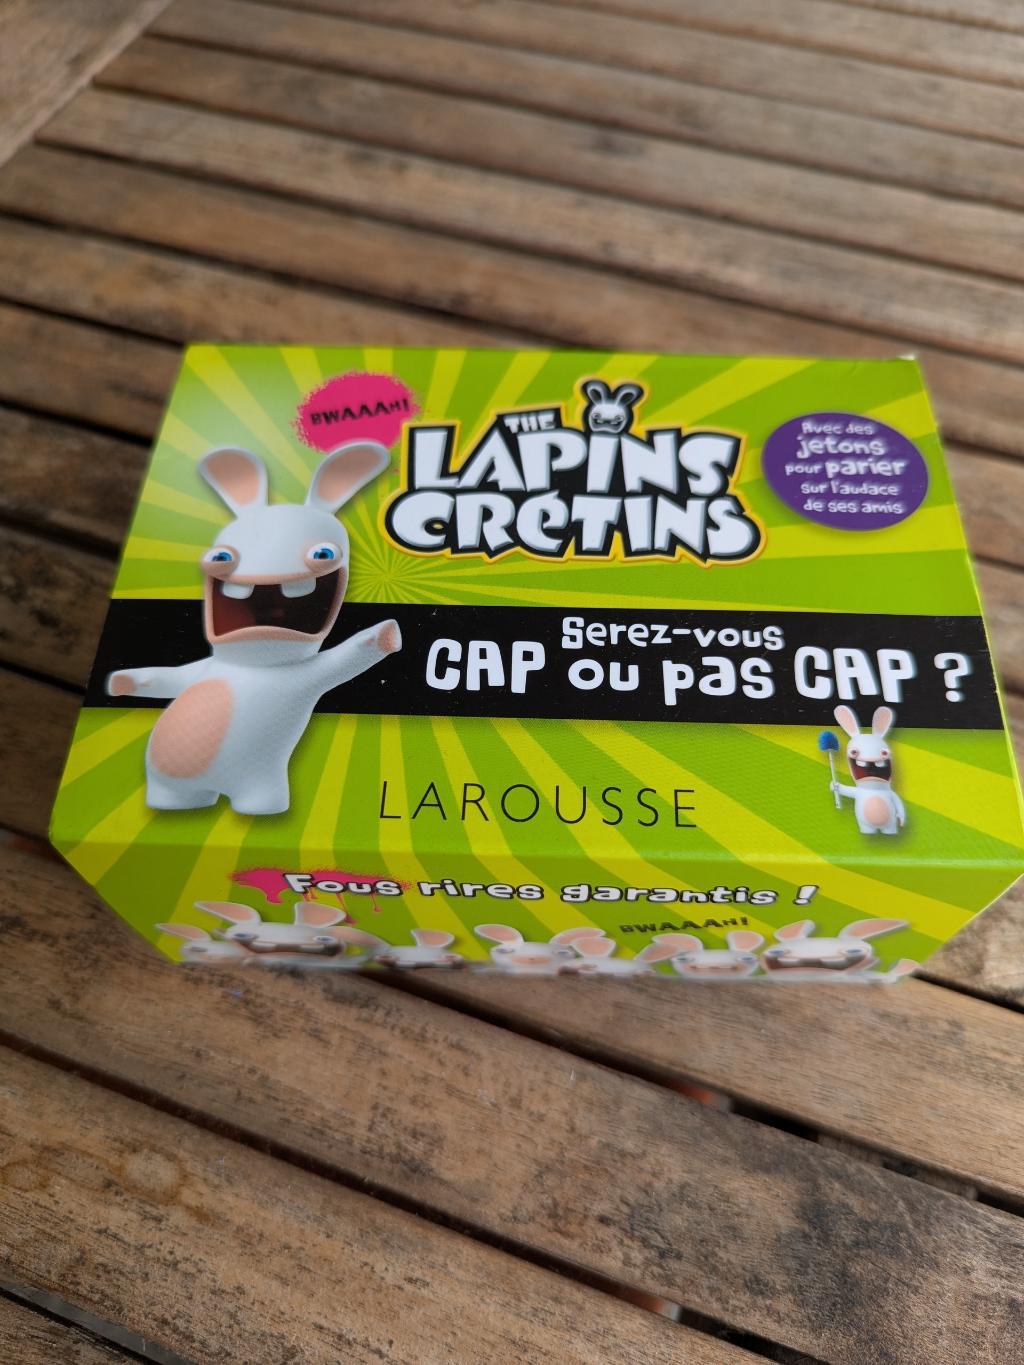 BWAAAH!
THE
LAPINS
CRéTINS
Avec des
jetons
pour parier
sur l'audace
de ses amis
Serez-vous
CAP ou pas CAP ?
LAROUSSE
Fous rires garantis !
BWAAAH!